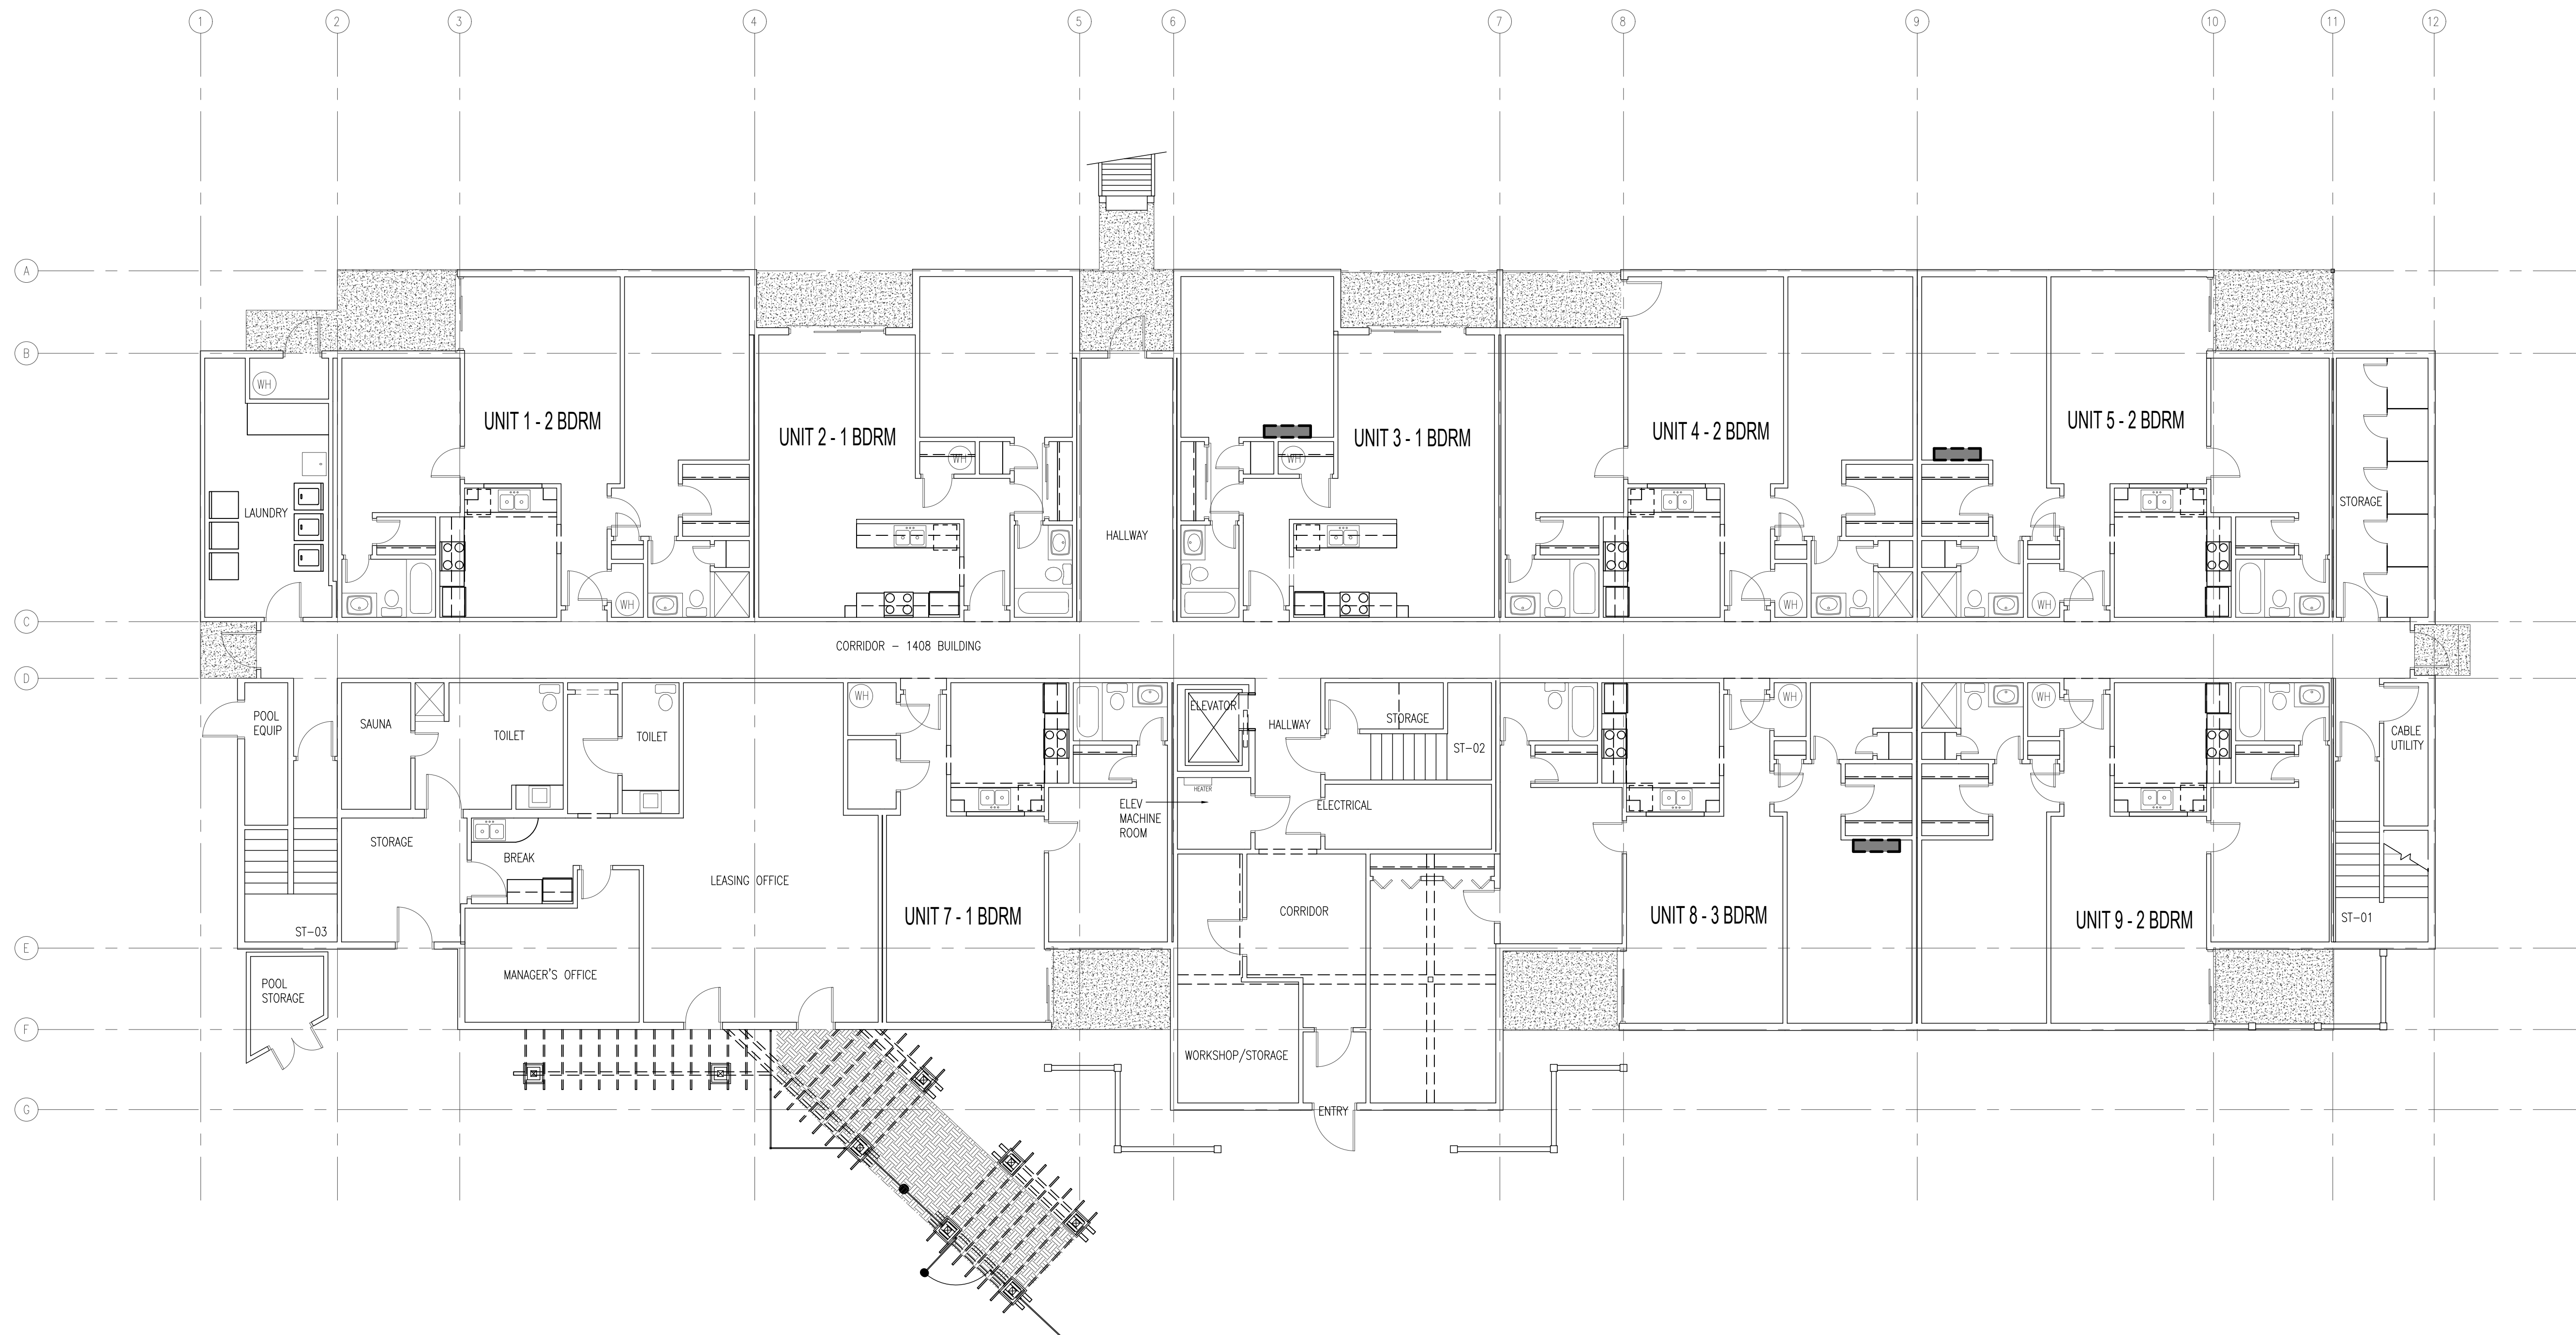 1
2
3
4
5
6
7
8
9
10
11
12
A
B
C
D
E
F
G
WH
UNIT 1 - 2 BDRM
UNIT 2 - 1 BDRM
WH
WH
UNIT 3 - 1 BDRM
UNIT 4 - 2 BDRM
UNIT 5 - 2 BDRM
LAUNDRY
HALLWAY
STORAGE
WH
WH
WH
CORRIDOR - 1408 BUILDING
POOL
EQUIP
SAUNA
TOILET
TOILET
WH
ELEVATOR
HALLWAY
STORAGE
ST-02
WH
WH
CABLE
UTILITY
HEATER
ELEV
MACHINE
ROOM
ELECTRICAL
STORAGE
BREAK
LEASING OFFICE
UNIT 7 - 1 BDRM
CORRIDOR
UNIT 8 - 3 BDRM
UNIT 9 - 2 BDRM
ST-01
ST-03
MANAGER'S OFFICE
POOL
STORAGE
WORKSHOP/STORAGE
ENTRY